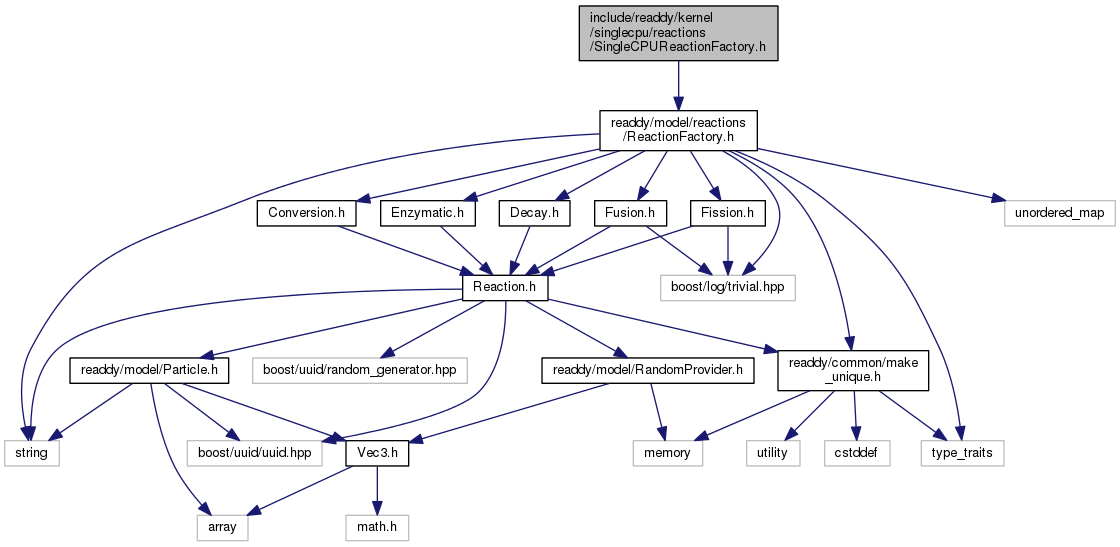 include/readdy/kernel
/singlecpu/reactions
/SingleCPUReactionFactory.h
readdy/model/reactions
/ReactionFactory.h
Conversion.h
Enzymatic.h
Decay.h
Fusion.h
Fission.h
unordered_map
Reaction.h
boost/log/trivial.hpp
readdy/model/Particle.h
boost/uuid/random_generator.hpp
readdy/model/RandomProvider.h
readdy/common/make
_unique.h
string
boost/uuid/uuid.hpp
Vec3.h
memory
utility
cstddef
type_traits
array
math.h